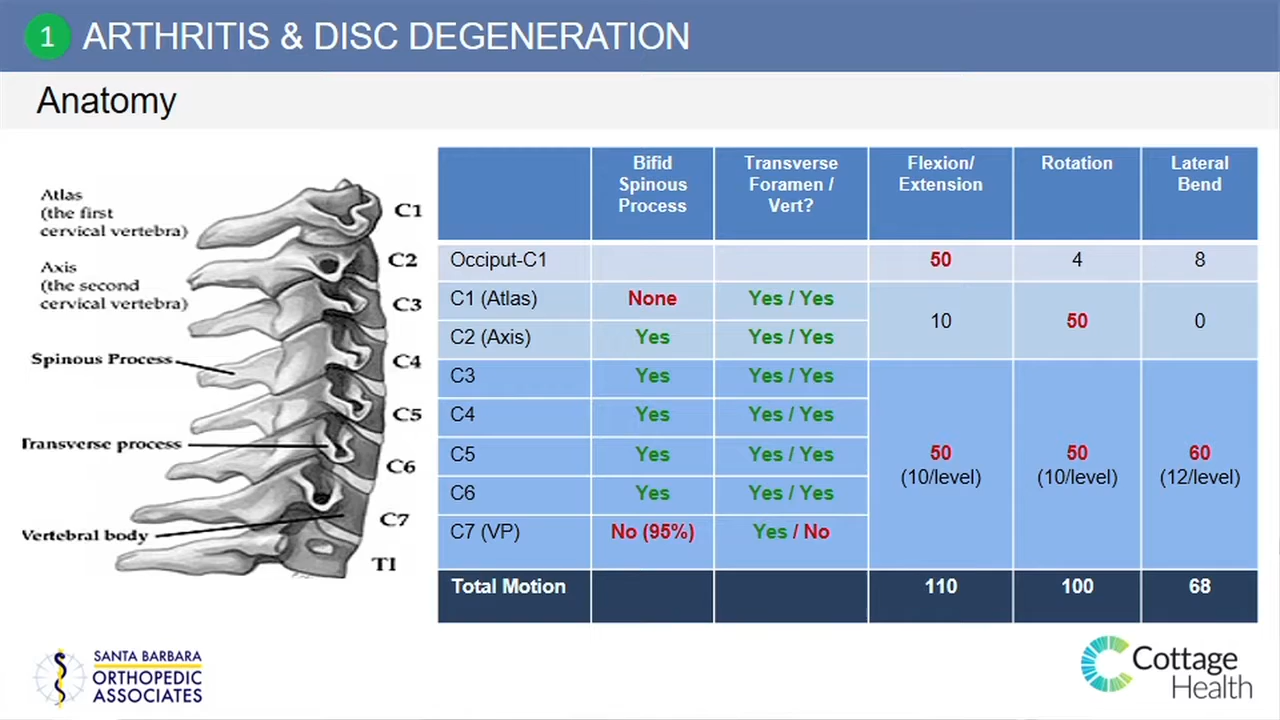 1 ARTHRITIS & DISC DEGENERATION
Anatomy
Atlas
(the first
cervical vertebra)
Axis
(the second
cervical vertebra)
Spinous Process
Transverse process
Vertebral body
C1
C2
C3
C4
C5
C6
C7
T1
Bifid
Spinous
Process
Transverse
Foramen /
Vert?
Flexion/
Extension
Rotation
Lateral
Bend
Occiput-C1 50 4 8
C1 (Atlas) None Yes / Yes
10 50 0
C2 (Axis) Yes Yes / Yes
C3 Yes Yes / Yes
C4 Yes Yes / Yes
C5 Yes Yes / Yes
50 50 60
(10/level) (10/level) (12/level)
C6 Yes Yes / Yes
C7 (VP) No (95%) Yes / No
Total Motion 110 100 68
SANTA BARBARA
ORTHOPEDIC
ASSOCIATES
Cottage
Health